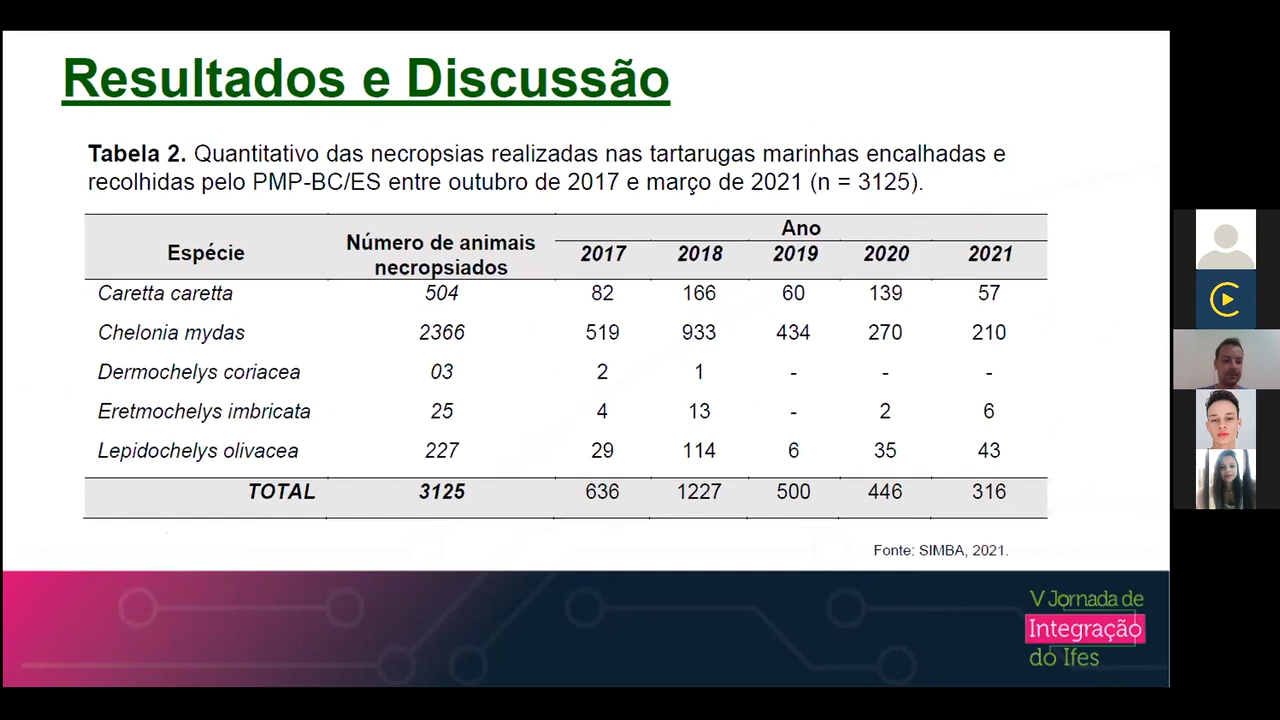 Resultados e Discussão
Tabela 2. Quantitativo das necropsias realizadas nas tartarugas marinhas encalhadas e
recolhidas pelo PMP-BC/ES entre outubro de 2017 e março de 2021 (n = 3125).
Espécie Número de animais necropsiados Ano
2017 2018 2019 2020 2021
Caretta caretta 504 82 166 60 139 57
Chelonia mydas 2366 519 933 434 270 210
Dermochelys coriacea 03 2 1 - - -
Eretmochelys imbricata 25 4 13 - 2 6
Lepidochelys olivacea 227 29 114 6 35 43
TOTAL 3125 636 1227 500 446 316
Fonte: SIMBA, 2021.
V Jornada de
Integração
do Ifes